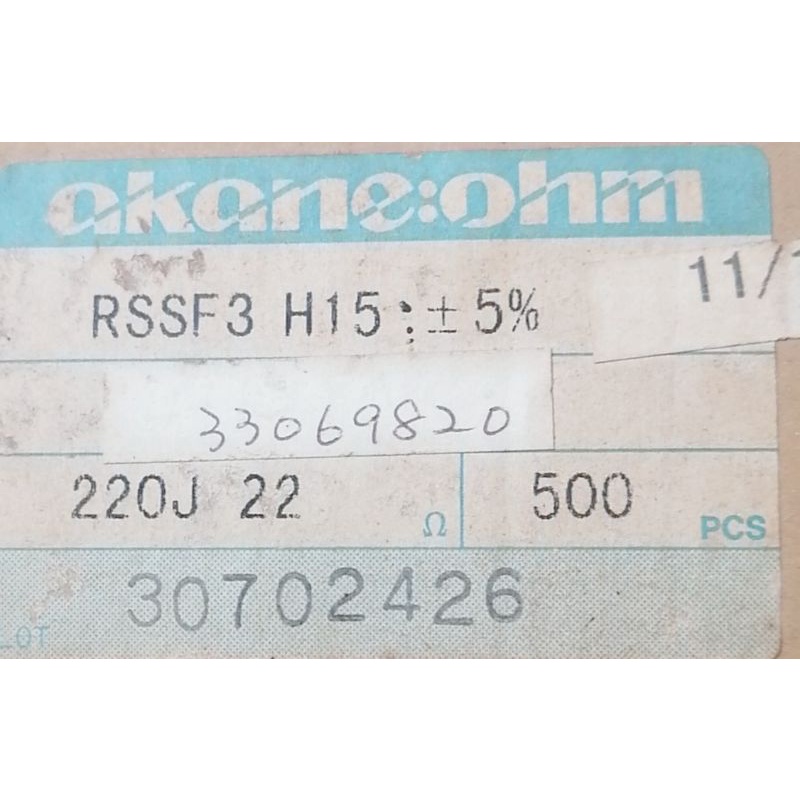 akane:ohm
RSSF3 H15 : ± 5%
11/
33069820
220J 22 Ω 500 PCS
30702426
LOT